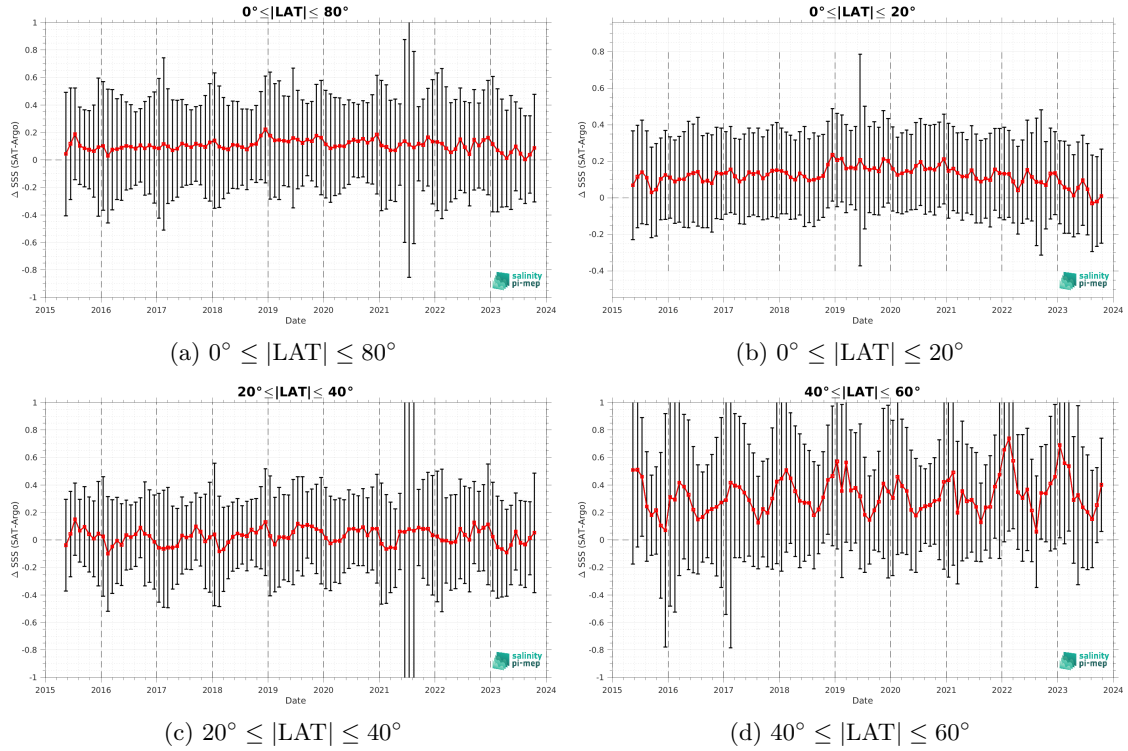 0°≤|LAT|≤ 80°
Δ SSS (SAT-Argo)
1
0.8
0.6
0.4
0.2
0
-0.2
-0.4
-0.6
-0.8
-1
2015 2016 2017 2018 2019 2020 2021 2022 2023 2024
Date
salinity
pi-mep
(a) 0° ≤ |LAT| ≤ 80°
0°≤|LAT|≤ 20°
Δ SSS (SAT-Argo)
0.8
0.6
0.4
0.2
0
-0.2
-0.4
2015 2016 2017 2018 2019 2020 2021 2022 2023 2024
Date
salinity
pi-mep
(b) 0° ≤ |LAT| ≤ 20°
20°≤|LAT|≤ 40°
Δ SSS (SAT-Argo)
1
0.8
0.6
0.4
0.2
0
-0.2
-0.4
-0.6
-0.8
-1
2015 2016 2017 2018 2019 2020 2021 2022 2023 2024
Date
salinity
pi-mep
(c) 20° ≤ |LAT| ≤ 40°
40°≤|LAT|≤ 60°
Δ SSS (SAT-Argo)
1
0.8
0.6
0.4
0.2
0
-0.2
-0.4
-0.6
-0.8
-1
2015 2016 2017 2018 2019 2020 2021 2022 2023 2024
Date
salinity
pi-mep
(d) 40° ≤ |LAT| ≤ 60°